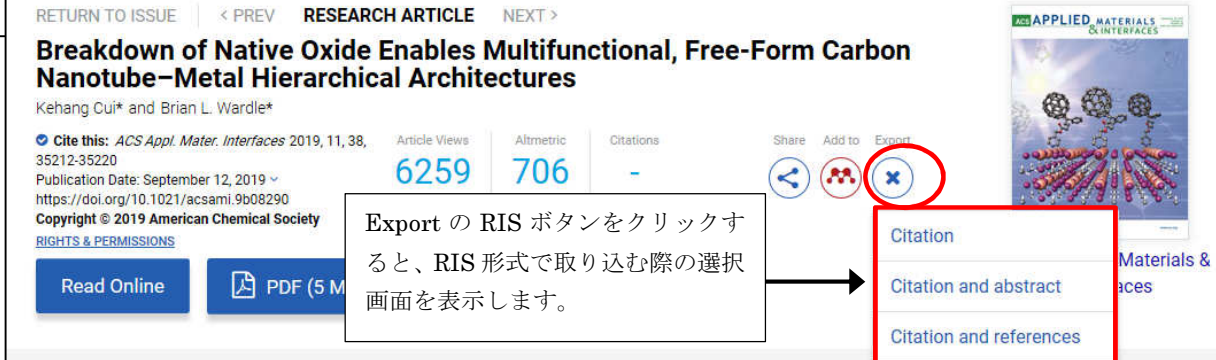 RETURN TO ISSUE < PREV RESEARCH ARTICLE NEXT >
Breakdown of Native Oxide Enables Multifunctional, Free-Form Carbon
Nanotube–Metal Hierarchical Architectures
Kehang Cui* and Brian L. Wardle*
Cite this: ACS Appl. Mater. Interfaces 2019, 11, 38,
35212-35220
Publication Date: September 12, 2019
https://doi.org/10.1021/acsami.9b08290
Copyright © 2019 American Chemical Society
RIGHTS & PERMISSIONS
Article Views
6259
Altmetric
706
Citations
-
Share Add to Export
ACS APPLIED MATERIALS
& INTERFACES
Read Online
PDF (5 M
Export の RIS ボタンをクリックす
ると、RIS 形式で取り込む際の選択
画面を表示します。
Citation
Citation and abstract
Citation and references
Materials &
aces